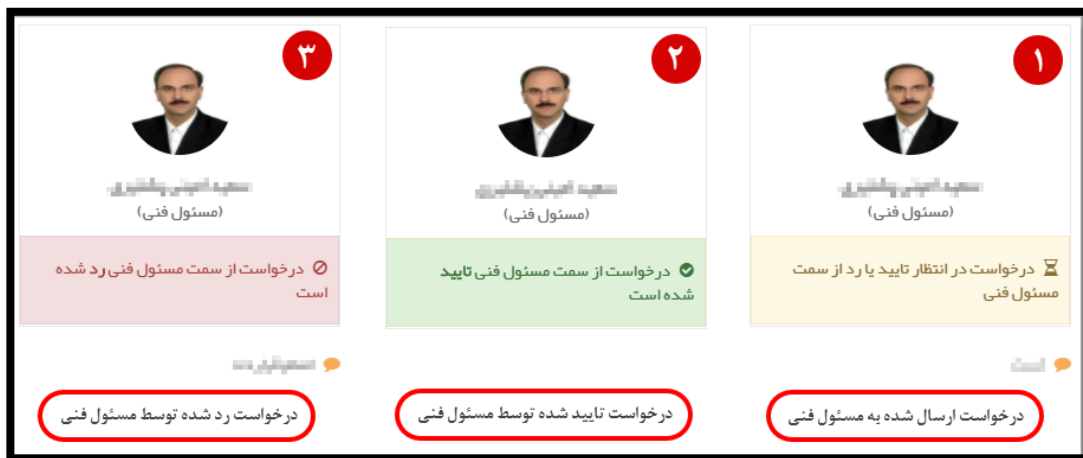 ۱
(مسئول فنی)
درخواست در انتظار تایید یا رد از سمت
مسئول فنی
درخواست ارسال شده به مسئول فنی
۲
(مسئول فنی)
درخواست از سمت مسئول فنی تایید
شده است
درخواست تایید شده توسط مسئول فنی
۳
(مسئول فنی)
درخواست از سمت مسئول فنی رد شده
است
درخواست رد شده توسط مسئول فنی